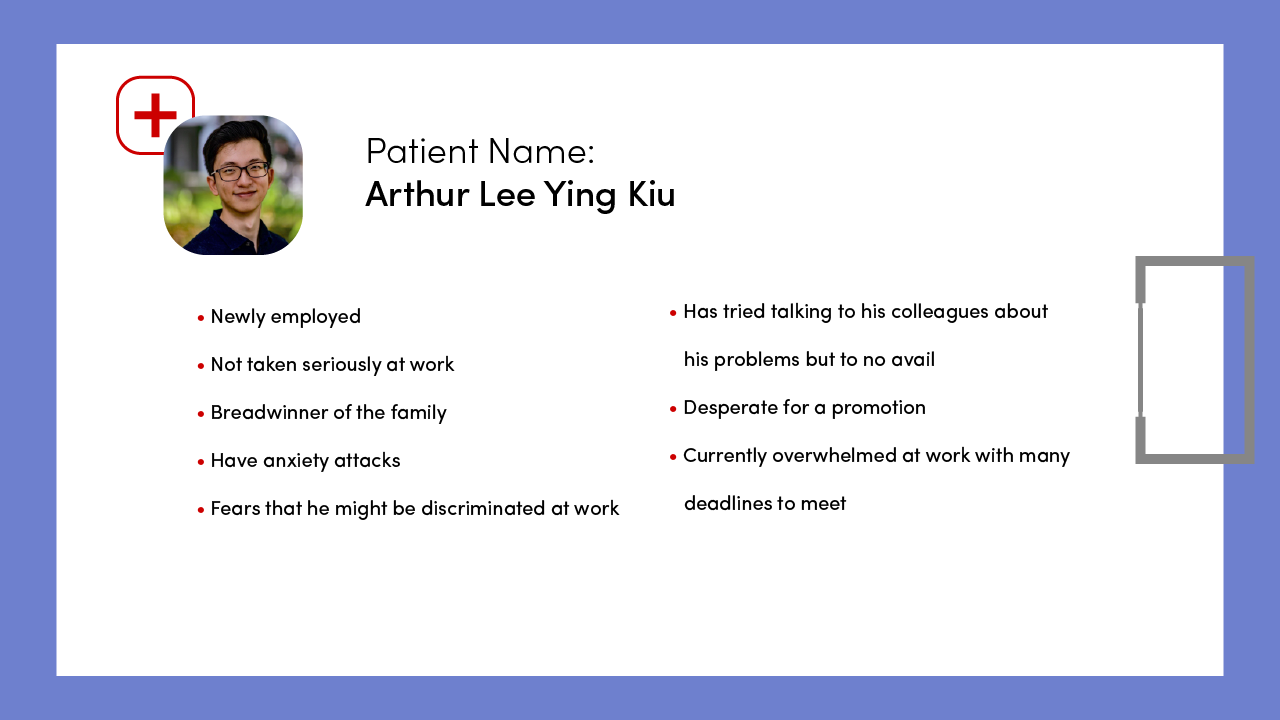 Patient Name:
Arthur Lee Ying Kiu
• Newly employed
• Not taken seriously at work
• Breadwinner of the family
• Have anxiety attacks
• Fears that he might be discriminated at work
• Has tried talking to his colleagues about
his problems but to no avail
• Desperate for a promotion
• Currently overwhelmed at work with many
deadlines to meet